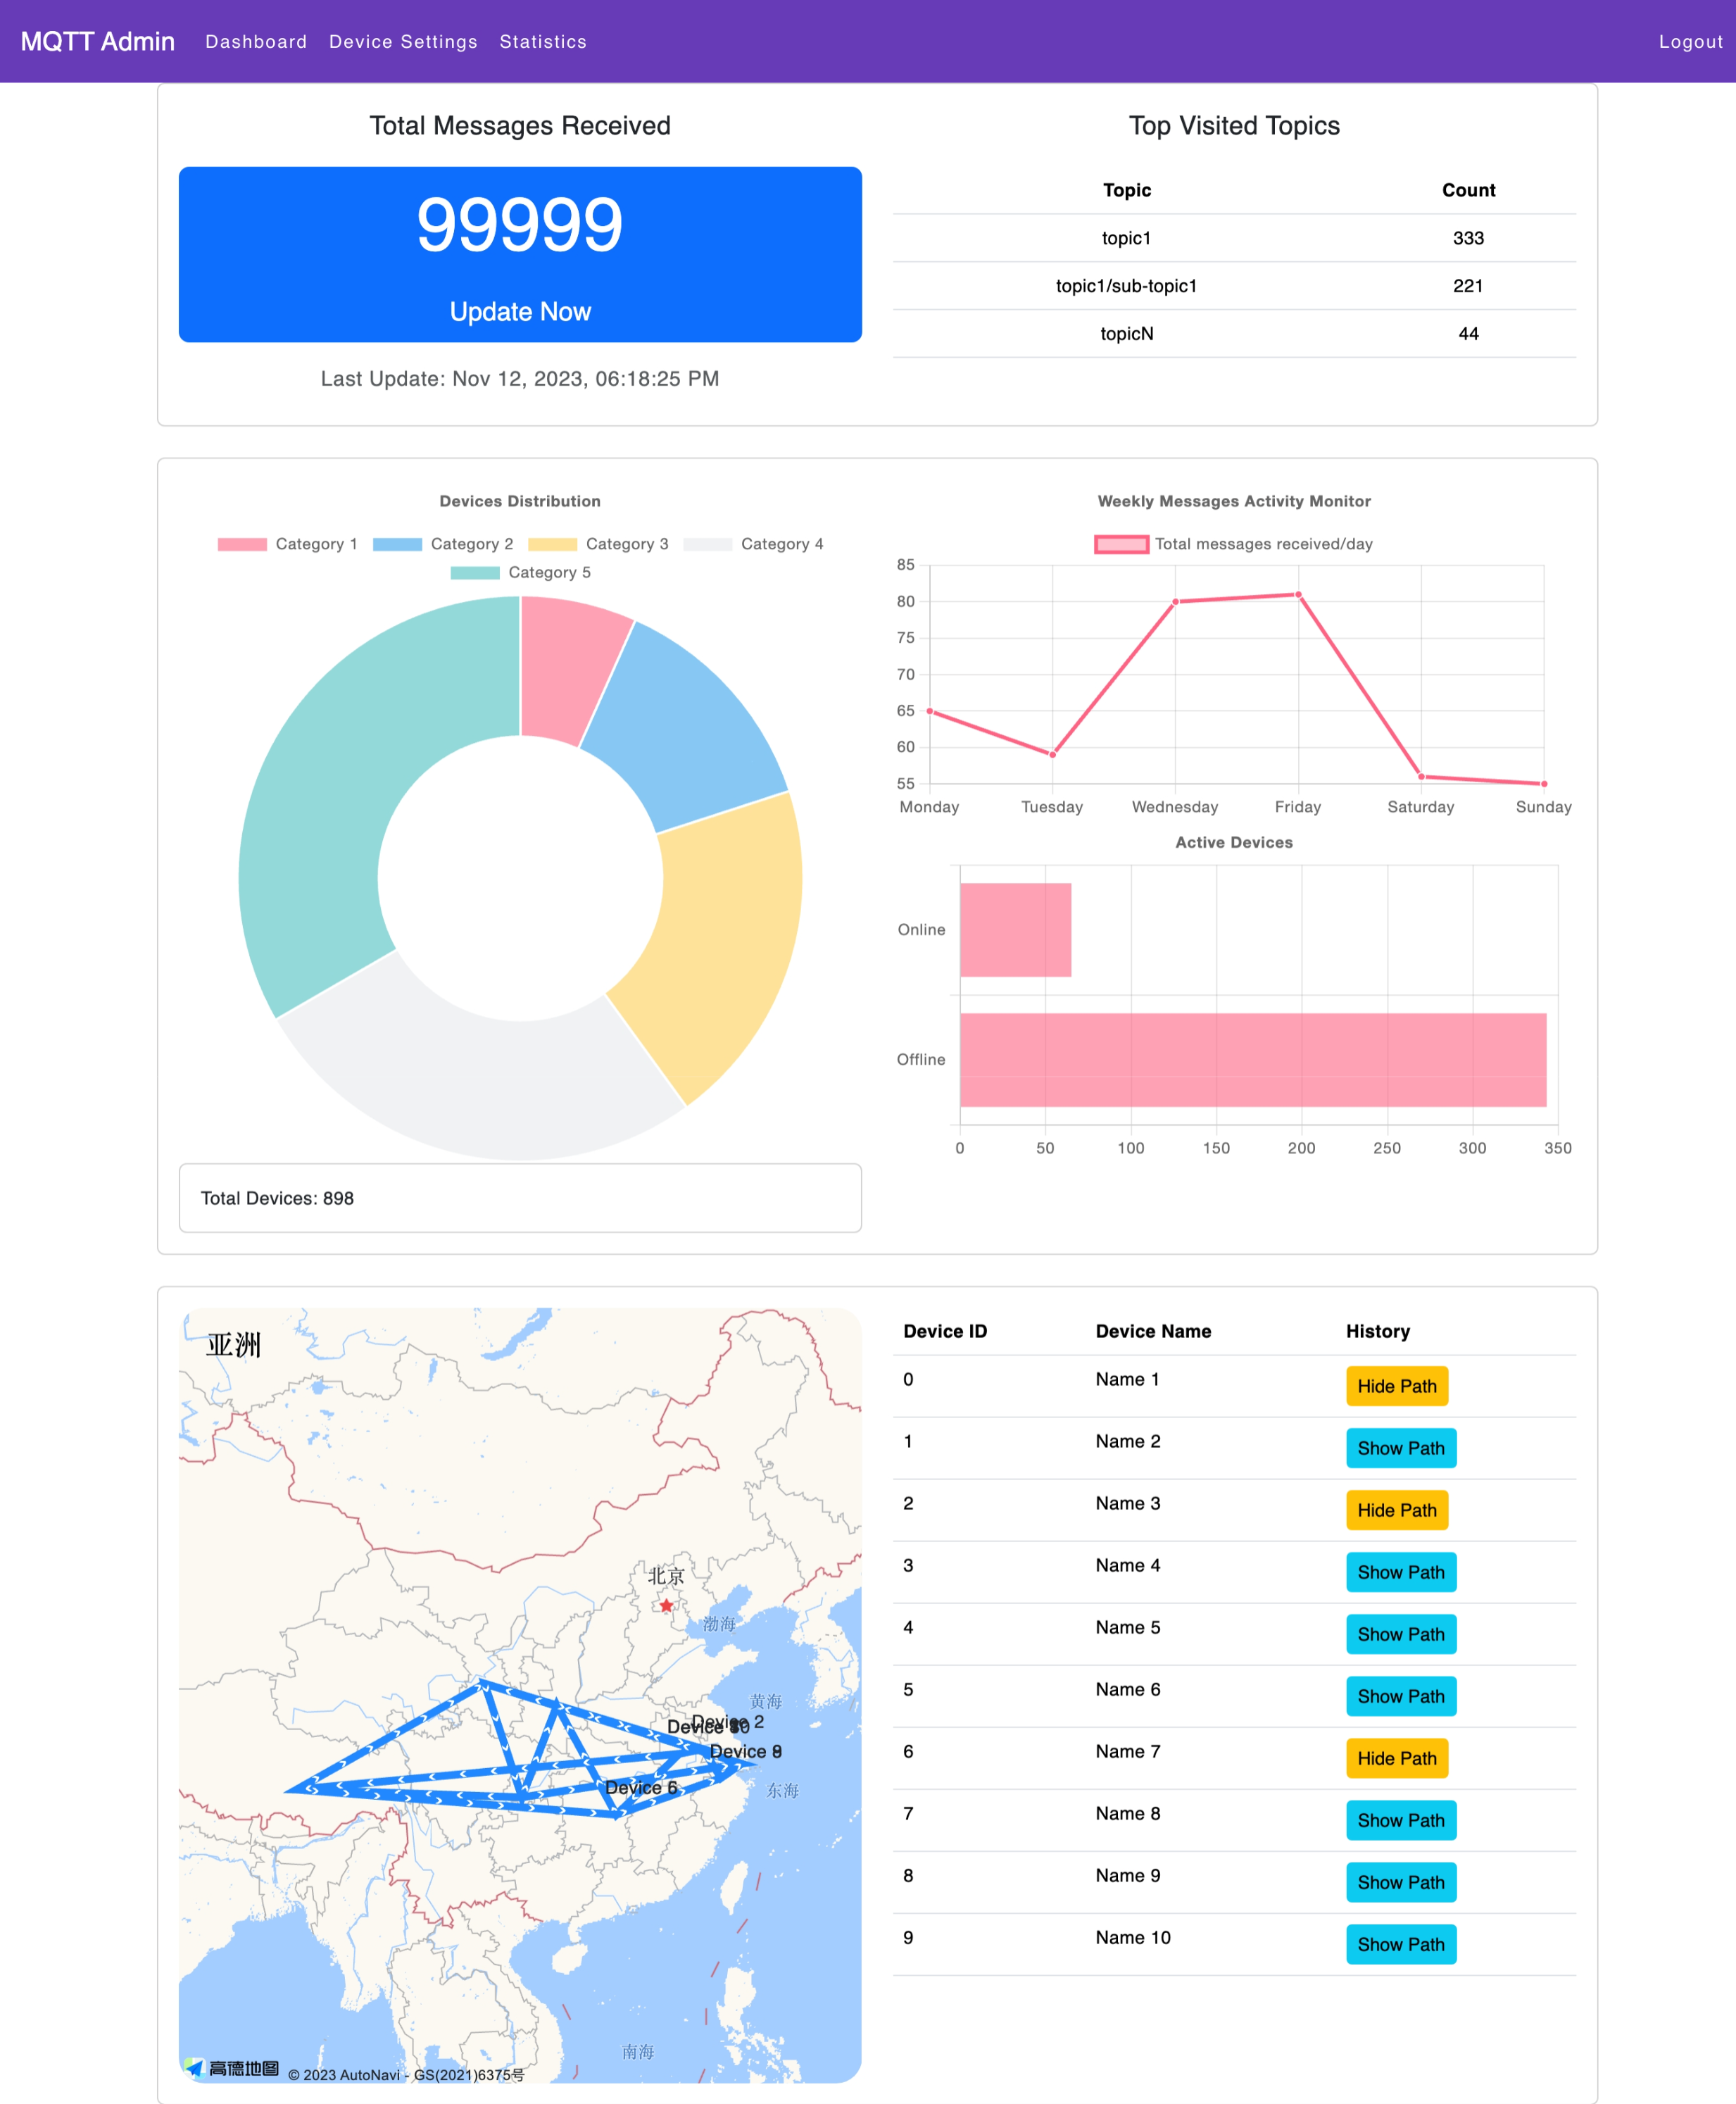 MQTT Admin Dashboard Device Settings Statistics Logout
Total Messages Received
99999
Update Now
Last Update: Nov 12, 2023, 06:18:25 PM
Top Visited Topics
Topic Count
topic1 333
topic1/sub-topic1 221
topicN 44
Devices Distribution
Category 1 Category 2 Category 3 Category 4
Category 5
Total Devices: 898
Weekly Messages Activity Monitor
Total messages received/day
85
80
75
70
65
60
55
Monday Tuesday Wednesday Friday Saturday Sunday
Active Devices
Online
Offline
0 50 100 150 200 250 300 350
亚洲
北京
渤海
黄海
Device 2
Device
Device
Device 6
东海
南海
高德地图 © 2023 AutoNavi - GS(2021)6375号
Device ID Device Name History
0 Name 1 Hide Path
1 Name 2 Show Path
2 Name 3 Hide Path
3 Name 4 Show Path
4 Name 5 Show Path
5 Name 6 Show Path
6 Name 7 Hide Path
7 Name 8 Show Path
8 Name 9 Show Path
9 Name 10 Show Path